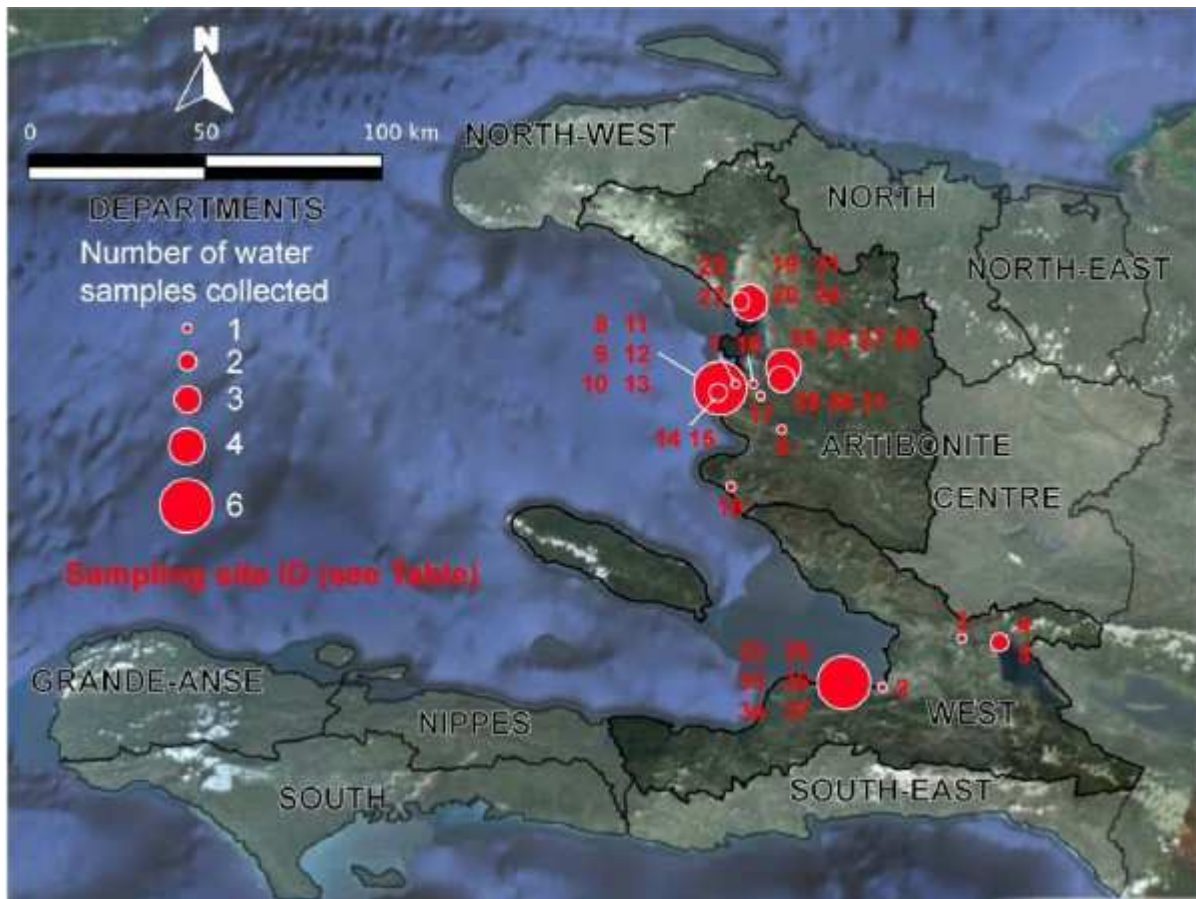 N
0 50 100 km
NORTH-WEST
DEPARTMENTS
NORTH
Number of water
samples collected
NORTH-EAST
1
2
3
4
6
8 11
9 12
10 13
14 15
17
ARTIBONITE
CENTRE
Sampling site ID (see Table)
3
4
5
2
GRANDE-ANSE
NIPPES
WEST
SOUTH
SOUTH-EAST